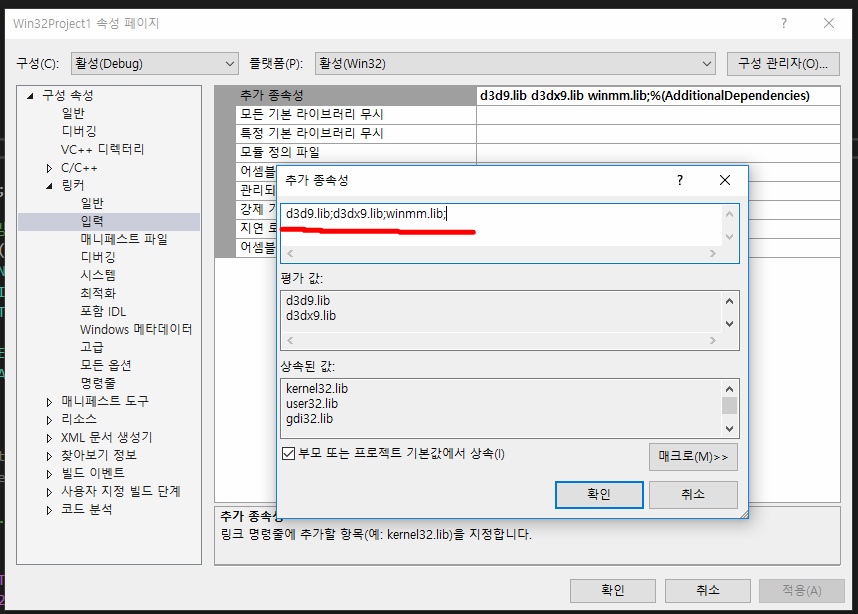 Win32Project1 속성 페이지
구성(C): 활성(Debug) 플랫폼(P): 활성(Win32) 구성 관리자(O)...
구성 속성
일반
디버깅
VC++ 디렉터리
C/C++
링커
일반
입력
매니페스트 파일
디버깅
시스템
최적화
포함 IDL
Windows 메타데이터
고급
모든 옵션
명령줄
매니페스트 도구
리소스
XML 문서 생성기
찾아보기 정보
빌드 이벤트
사용자 지정 빌드 단계
코드 분석
추가 종속성 d3d9.lib d3dx9.lib winmm.lib;%(AdditionalDependencies)
모든 기본 라이브러리 무시
특정 기본 라이브러리 무시
모듈 정의 파일
어셈블
관리되
강제 기
지연 로
어셈블
추가 종속성
d3d9.lib;d3dx9.lib;winmm.lib;
평가 값:
d3d9.lib
d3dx9.lib
상속된 값:
kernel32.lib
user32.lib
gdi32.lib
부모 또는 프로젝트 기본값에서 상속(I)
매크로(M)>>
확인 취소
추가 종속성
링크 명령줄에 추가할 항목(예: kernel32.lib)을 지정합니다.
확인 취소 적용(A)